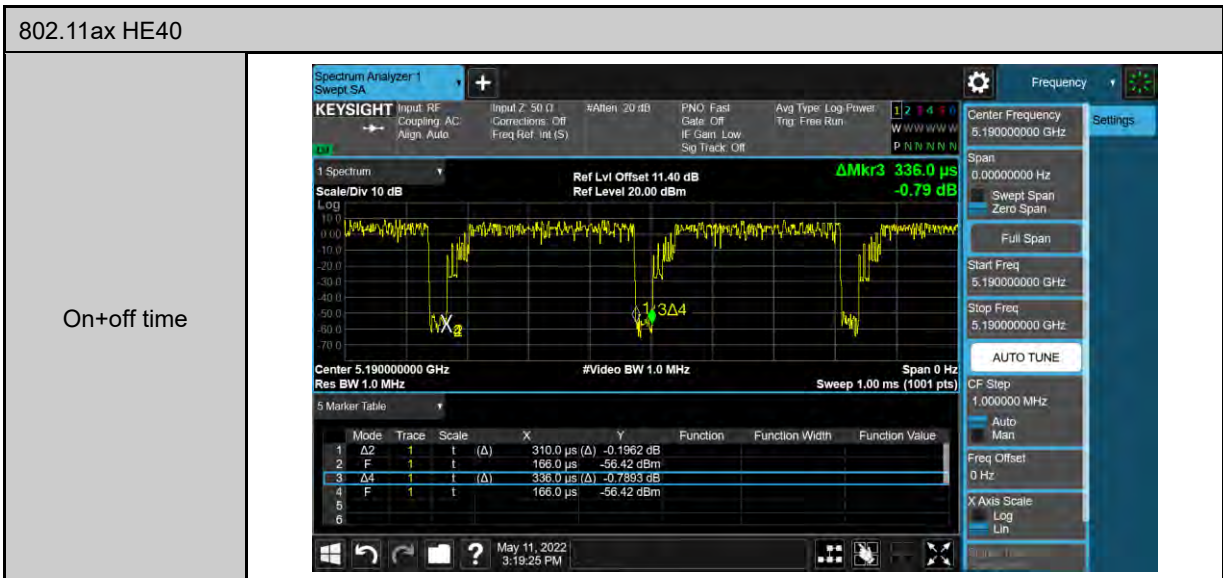 802.11ax HE40
On+off time
Spectrum Analyzer 1
Swept SA
Frequency
KEYSIGHT
Input: RF
Coupling: AC
Align: Auto
Input Z: 50 Ω
Corrections: Off
Freq Ref: Int (S)
#Atten: 20 dB
PNO: Fast
Gate: Off
IF Gain: Low
Sig Track: Off
Avg Type: Log-Power
Trig: Free Run
1 2 3 4 5 6
W W W W W W
P N N N N N
Settings
Center Frequency
5.190000000 GHz
Span
0.00000000 Hz
Swept Span
Zero Span
Full Span
Start Freq
5.190000000 GHz
Stop Freq
5.190000000 GHz
AUTO TUNE
CF Step
1.000000 MHz
Auto
Man
Freq Offset
0 Hz
X Axis Scale
Log
Lin
1 Spectrum
Scale/Div 10 dB
Ref Lvl Offset 11.40 dB
Ref Level 20.00 dBm
ΔMkr3 336.0 µs
-0.79 dB
Log
10.0
0.00
-10.0
-20.0
-30.0
-40.0
-50.0
-60.0
-70.0
3Δ4
Center 5.190000000 GHz
#Video BW 1.0 MHz
Span 0 Hz
Res BW 1.0 MHz
Sweep 1.00 ms (1001 pts)
5 Marker Table
Mode Trace Scale X Y Function Function Width Function Value
1 Δ2 1 t (Δ) 310.0 µs (Δ) -0.1962 dB
2 F 1 t 166.0 µs -56.42 dBm
3 Δ4 1 t (Δ) 336.0 µs (Δ) -0.7893 dB
4 F 1 t 166.0 µs -56.42 dBm
5
6
?
May 11, 2022
3:19:25 PM